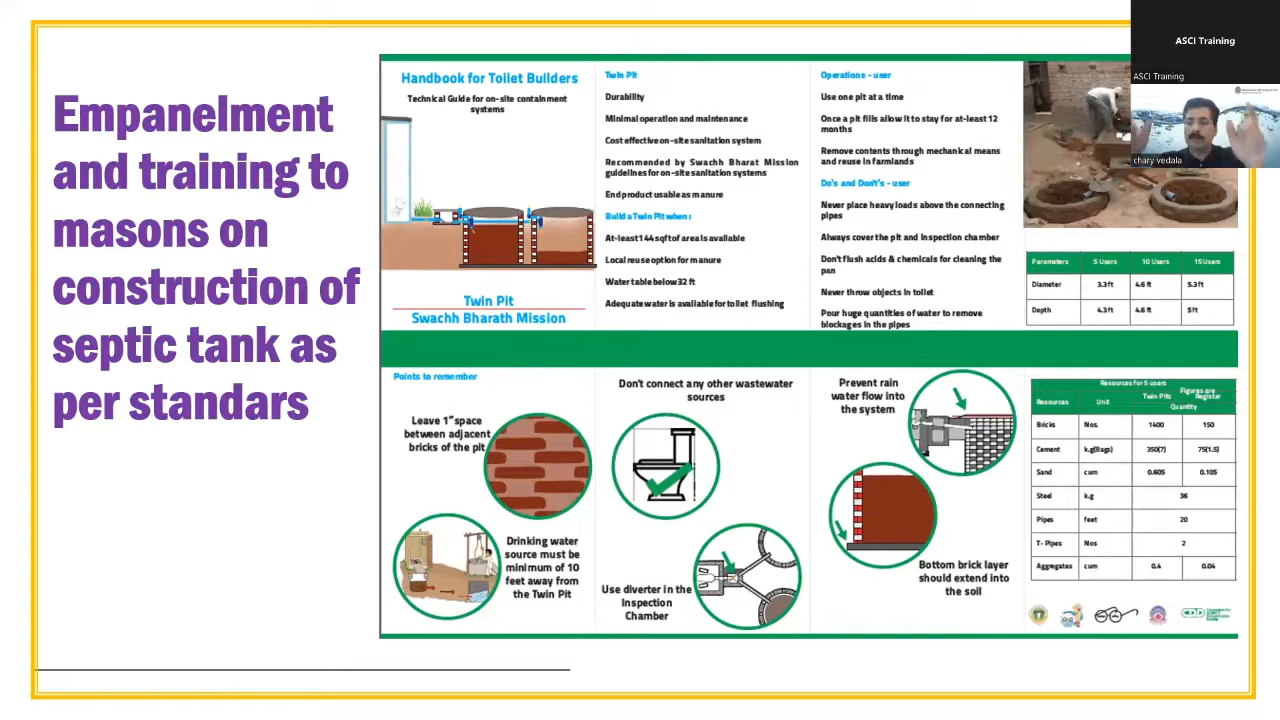 Empanelment
and training to
masons on
construction of
septic tank as
per standars
Handbook for Toilet Builders
Technical Guide for on-site containment
systems
Twin Pit
Swachh Bharath Mission
Twin Pit
Durability
Minimal operation and maintenance
Cost effective on-site sanitation system
Recommended by Swachh Bharat Mission
guidelines for on-site sanitation systems
End product usable as manure
Build a Twin Pit when:
At-least 144 sqft of area is available
Local reuse option for manure
Water table below 32 ft
Adequate water is available for toilet flushing
Operations - user
Use one pit at a time
Once a pit fills allow it to stay for at-least 12
months
Remove contents through mechanical means
and reuse in farmlands
Do's and Don't's - user
Never place heavy loads above the connecting
pipes
Always cover the pit and inspection chamber
Don't flush acids & chemicals for cleaning the
pan
Never throw objects in toilet
Pour huge quantities of water to remove
blockages in the pipes
ASCI Training
ASCI Training
chary vedala
Parameters 5 Users 10 Users 15 Users
Diameter 3.3 ft 4.6 ft 5.3 ft
Depth 4.3 ft 4.6 ft 5 ft
Points to remember
Leave 1" space
between adjacent
bricks of the pit
Drinking water
source must be
minimum of 10
feet away from
the Twin Pit
Don't connect any other wastewater
sources
Use diverter in the
Inspection
Chamber
Prevent rain
water flow into
the system
Bottom brick layer
should extend into
the soil
Resources for 5 users
Figures are
Resources Unit Twin Pits Register
Quantity
Bricks Nos. 1400 150
Cement k.g(Bags) 350(7) 75(1.5)
Sand cum 0.605 0.105
Steel k.g 36
Pipes feet 20
T- Pipes Nos 2
Aggregates cum 0.4 0.04
CDD